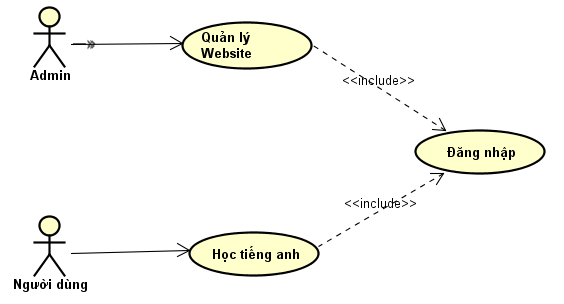 Quản lý
Website
Admin
<<include>>
Đăng nhập
<<include>>
Học tiếng anh
Người dùng